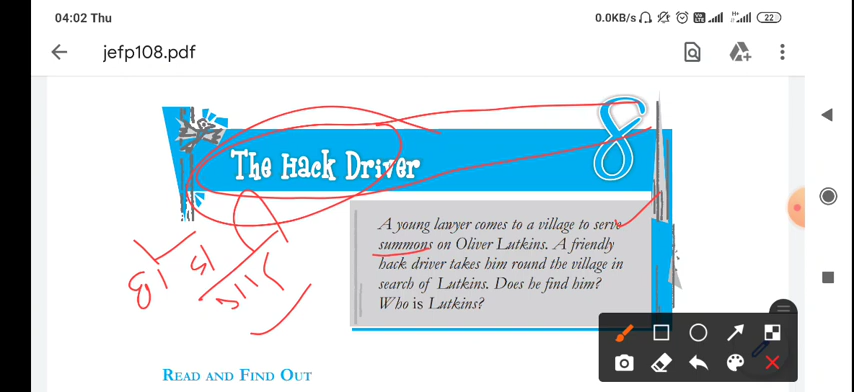 04:02 Thu
0.0KB/s
22
jefp108.pdf
8
The Hack Driver
A young lawyer comes to a village to serve
summons on Oliver Lutkins. A friendly
hack driver takes him round the village in
search of Lutkins. Does he find him?
Who is Lutkins?
READ AND FIND OUT